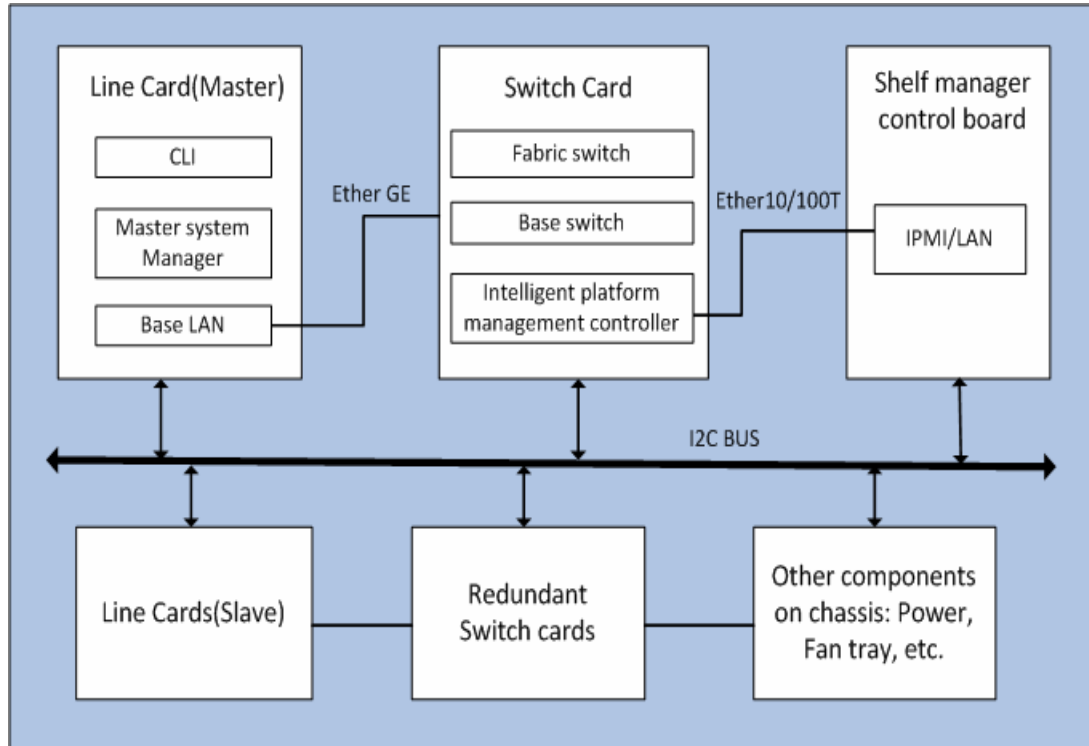 Line Card(Master)
CLI
Master system
Manager
Base LAN
Ether GE
Switch Card
Fabric switch
Base switch
Intelligent platform
management controller
Ether10/100T
Shelf manager
control board
IPMI/LAN
I2C BUS
Line Cards(Slave)
Redundant
Switch cards
Other components
on chassis: Power,
Fan tray, etc.